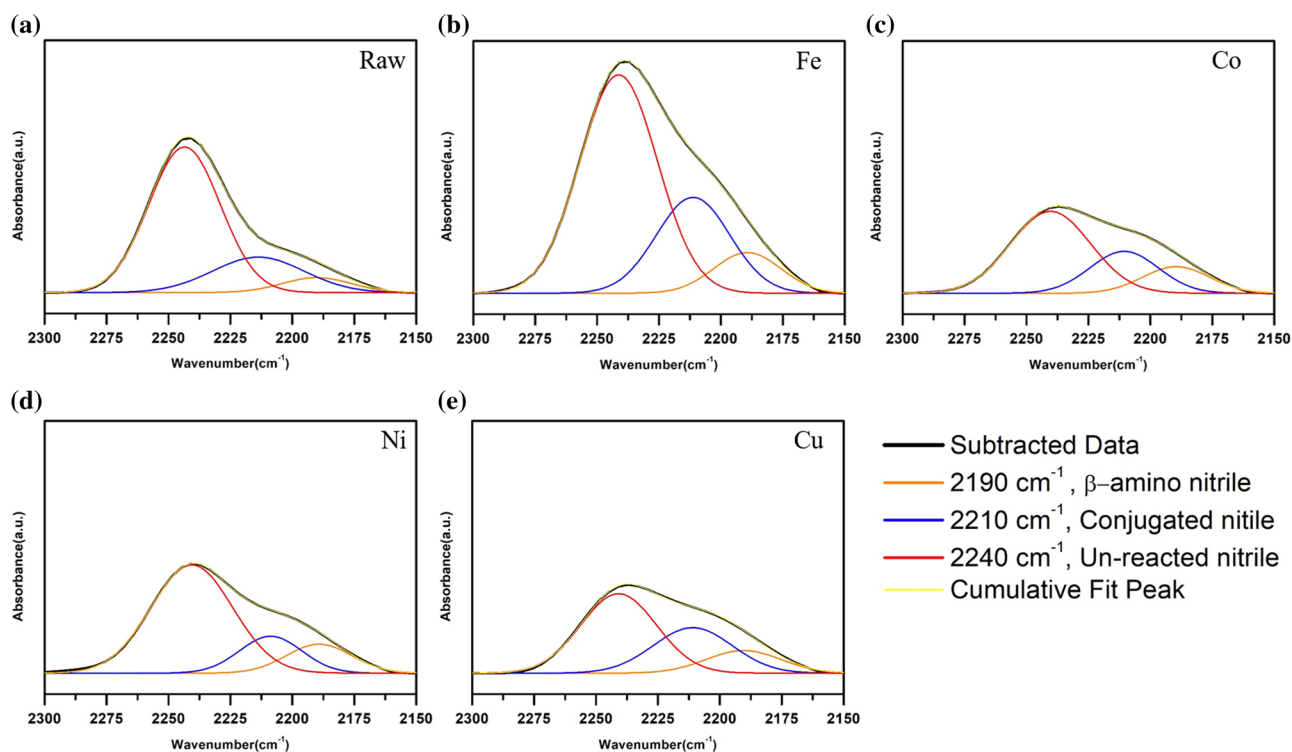 (a)
Raw
Absorbance(a.u.)
2300 2275 2250 2225 2200 2175 2150
Wavenumber(cm⁻¹)
(b)
Fe
Absorbance(a.u.)
2300 2275 2250 2225 2200 2175 2150
Wavenumber(cm⁻¹)
(c)
Co
Absorbance(a.u.)
2300 2275 2250 2225 2200 2175 2150
Wavenumber(cm⁻¹)
(d)
Ni
Absorbance(a.u.)
2300 2275 2250 2225 2200 2175 2150
Wavenumber(cm⁻¹)
(e)
Cu
Absorbance(a.u.)
2300 2275 2250 2225 2200 2175 2150
Wavenumber(cm⁻¹)
Subtracted Data
2190 cm⁻¹ , β-amino nitrile
2210 cm⁻¹, Conjugated nitile
2240 cm⁻¹, Un-reacted nitrile
Cumulative Fit Peak